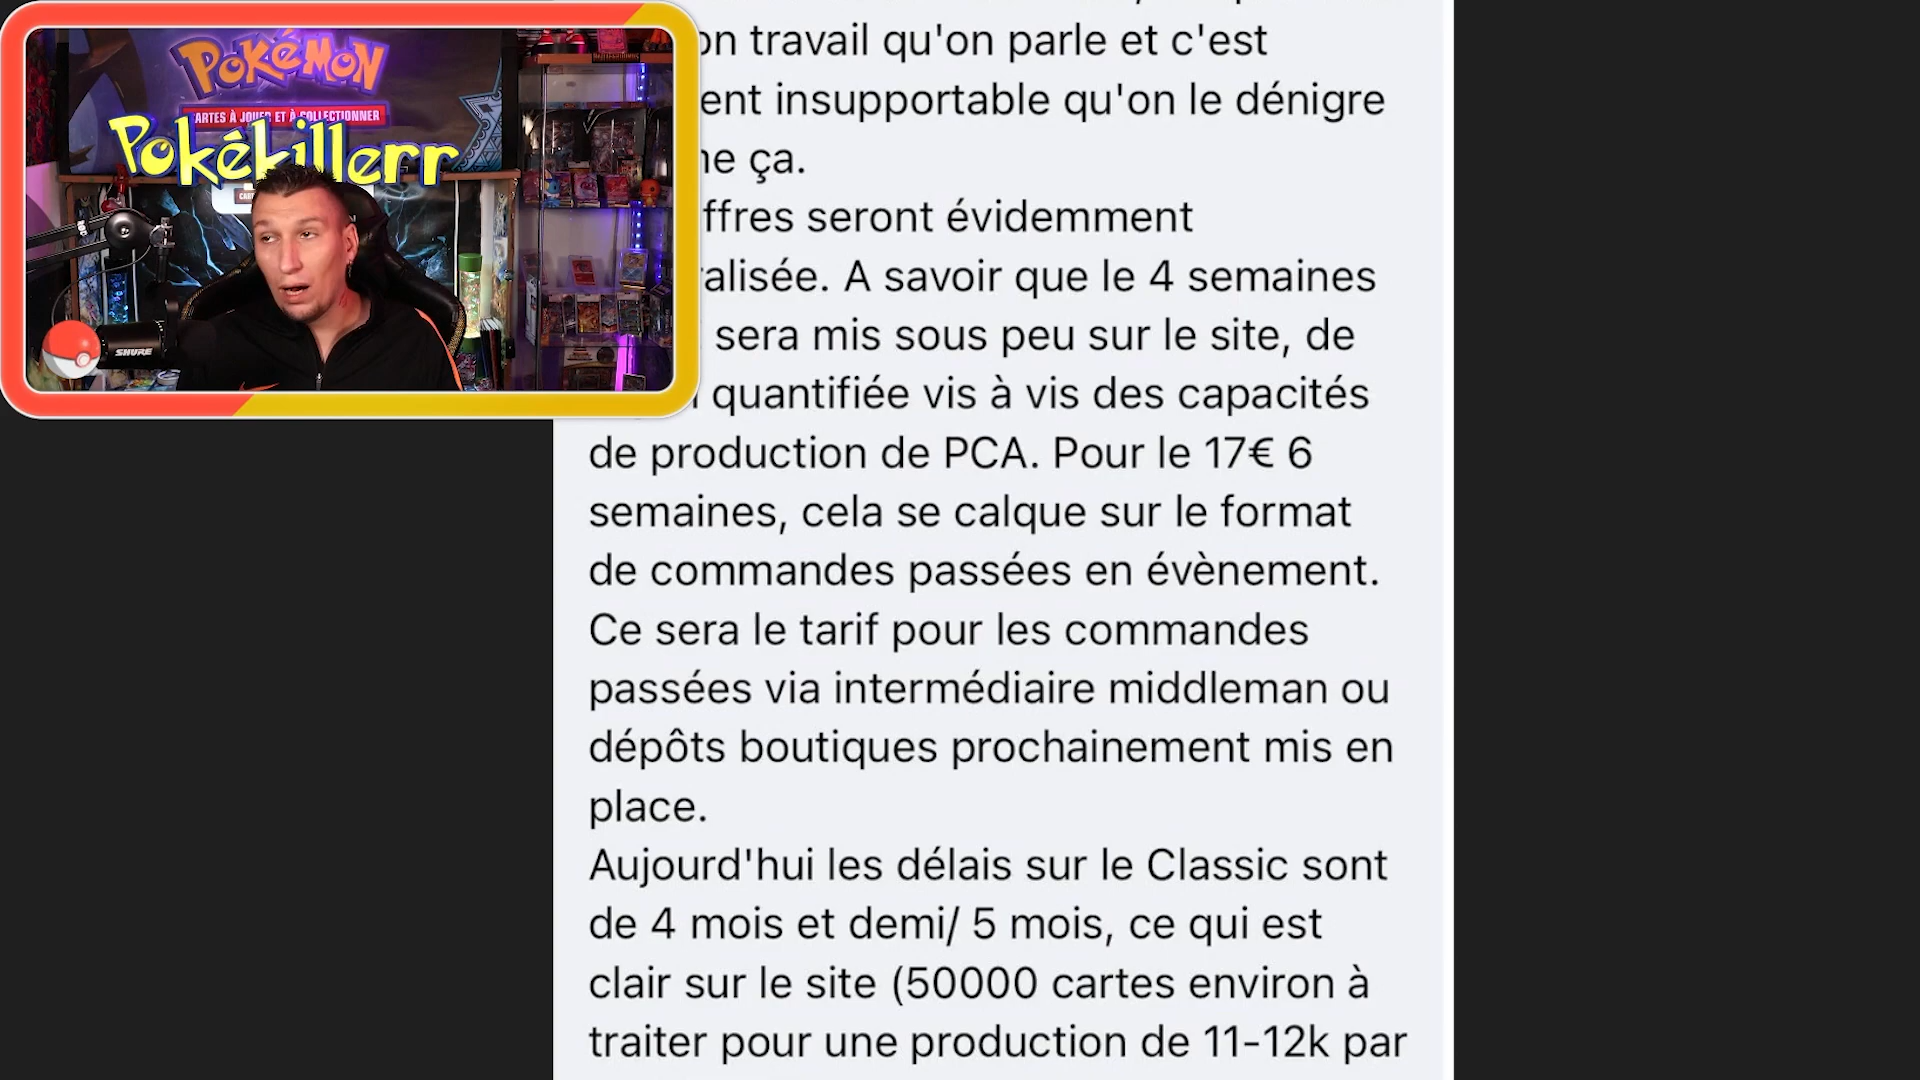 POKÉMON
CARTES À JOUER ET À COLLECTIONNER
Pokékillerr
SHURE
on travail qu'on parle et c'est
ent insupportable qu'on le dénigre
ne ça.
ffres seront évidemment
ralisée. A savoir que le 4 semaines
sera mis sous peu sur le site, de
quantifiée vis à vis des capacités
de production de PCA. Pour le 17€ 6
semaines, cela se calque sur le format
de commandes passées en évènement.
Ce sera le tarif pour les commandes
passées via intermédiaire middleman ou
dépôts boutiques prochainement mis en
place.
Aujourd'hui les délais sur le Classic sont
de 4 mois et demi/ 5 mois, ce qui est
clair sur le site (50000 cartes environ à
traiter pour une production de 11-12k par